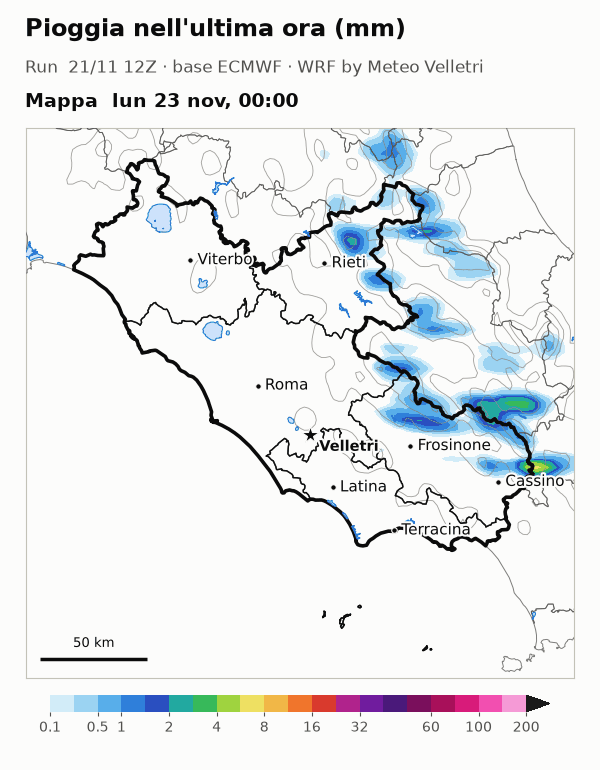 Pioggia nell'ultima ora (mm)
Run  21/11 12Z · base ECMWF · WRF by Meteo Velletri
Mappa  lun 23 nov, 00:00
Viterbo
Rieti
Roma
Velletri
Frosinone
Latina
Cassino
Terracina
50 km
0.1 0.5 1 2 4 8 16 32 60 100 200